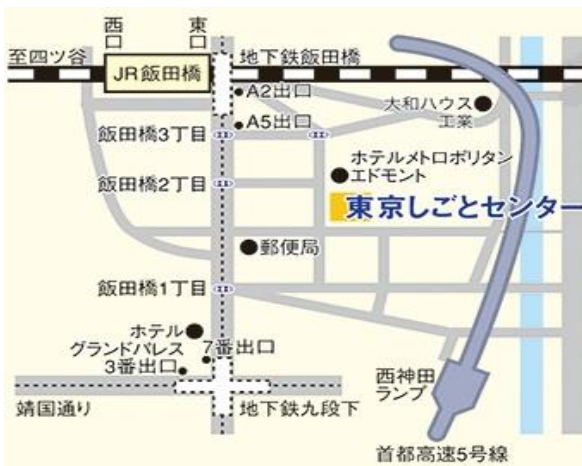 西口
東口
至四ツ谷
JR飯田橋
地下鉄飯田橋
A2出口
A5出口
大和ハウス
工業
飯田橋3丁目
ホテルメトロポリタン
エドモント
飯田橋2丁目
東京しごとセンター
郵便局
飯田橋1丁目
ホテル
グランドパレス
7番出口
3番出口
西神田
ランプ
靖国通り
地下鉄九段下
首都高速5号線